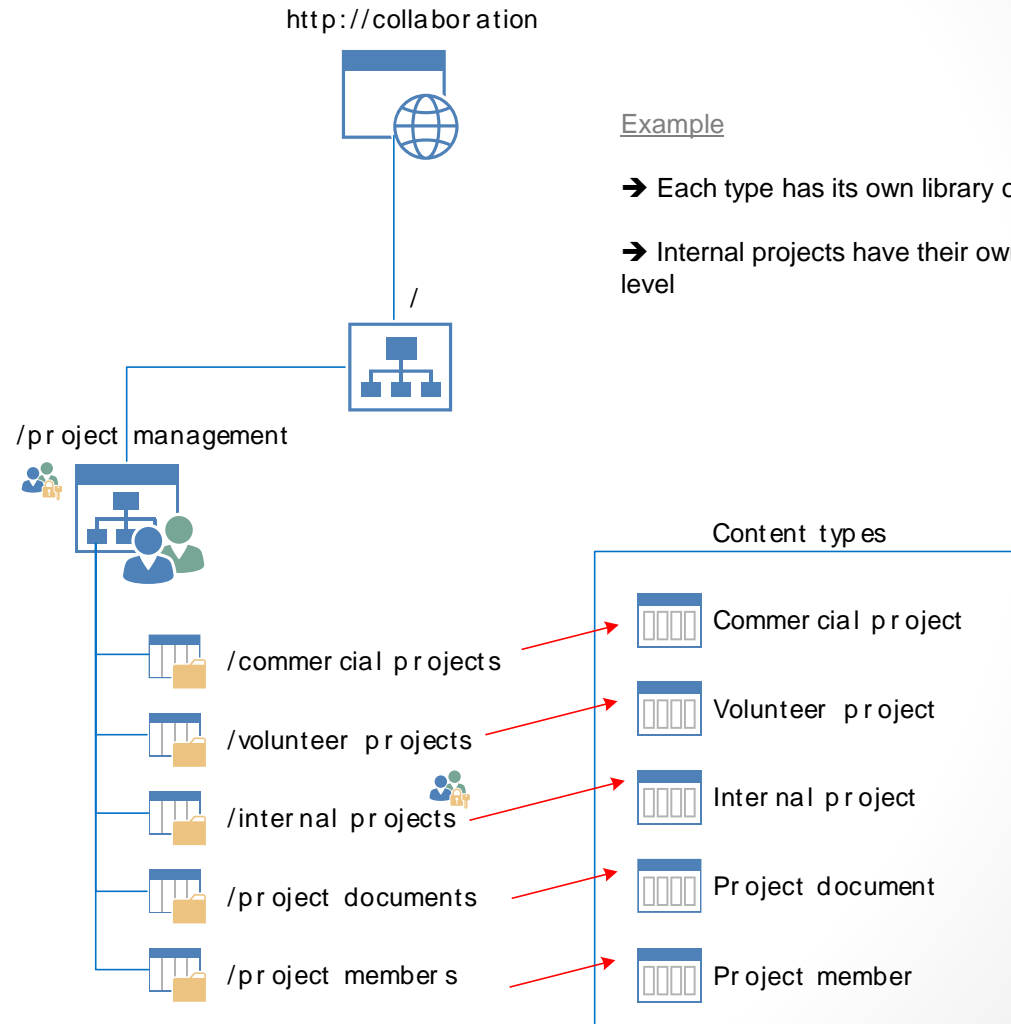 http://collaboration
Example
➔ Each type has its own library
➔ Internal projects have their
level
/
/project management
Content types
/commercial projects
Commercial project
/volunteer projects
Volunteer project
/internal projects
Internal project
/project documents
Project document
/project members
Project member